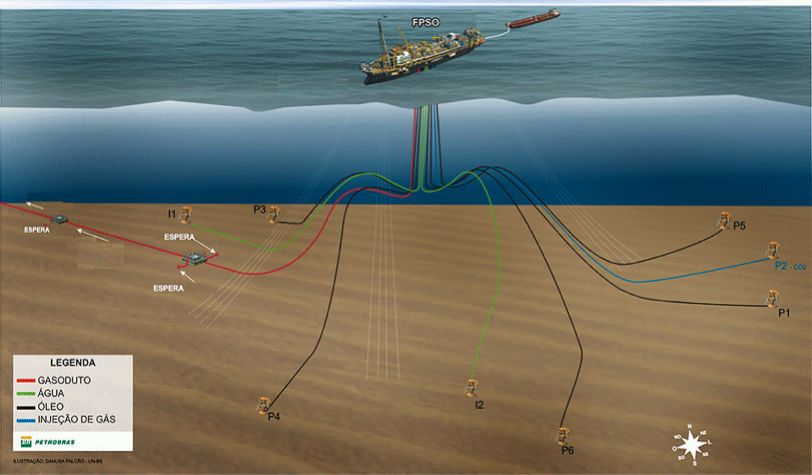 FPSO
I1
P3
P5
ESPERA
ESPERA
P2 - CO2
ESPERA
P1
LEGENDA
GASODUTO
ÁGUA
ÓLEO
INJEÇÃO DE GÁS
BR PETROBRAS
P4
I2
P6
N
S
ILUSTRAÇÃO: DANUSA FALCÃO - UN-BS